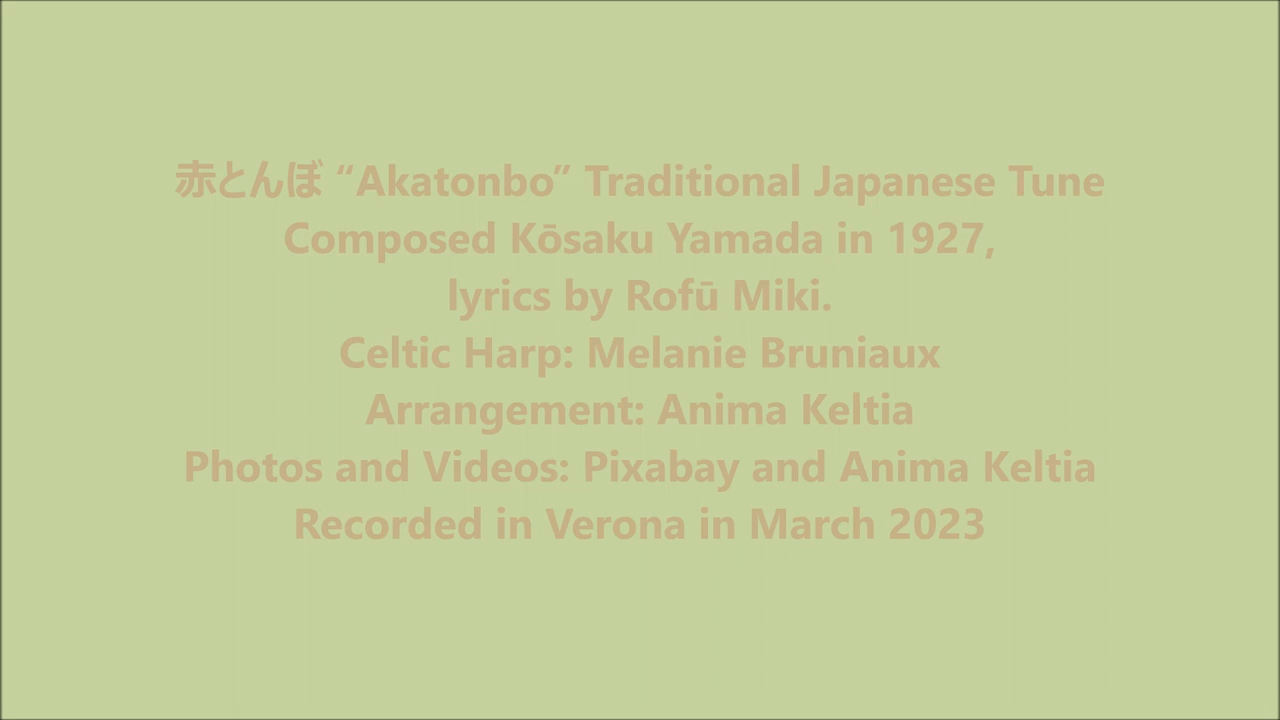 赤とんぼ “Akatonbo” Traditional Japanese Tune
Composed Kōsaku Yamada in 1927,
lyrics by Rofū Miki.
Celtic Harp: Melanie Bruniaux
Arrangement: Anima Keltia
Photos and Videos: Pixabay and Anima Keltia
Recorded in Verona in March 2023